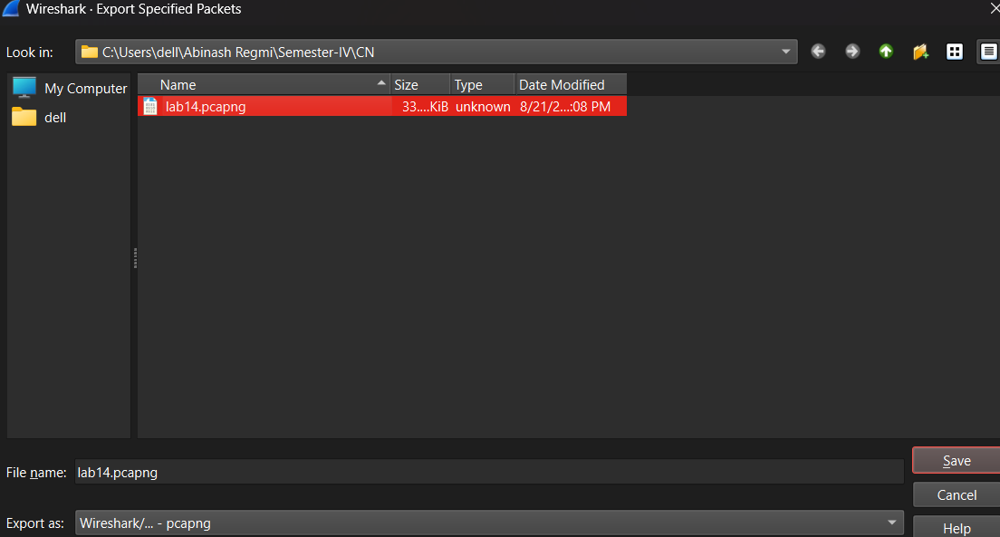 Wireshark · Export Specified Packets
Look in: C:\Users\dell\Abinash Regmi\Semester-IV\CN
My Computer
dell
Name Size Type Date Modified
lab14.pcapng 33....KiB unknown 8/21/2...:08 PM
File name: lab14.pcapng
Save
Cancel
Export as: Wireshark/... - pcapng
Help